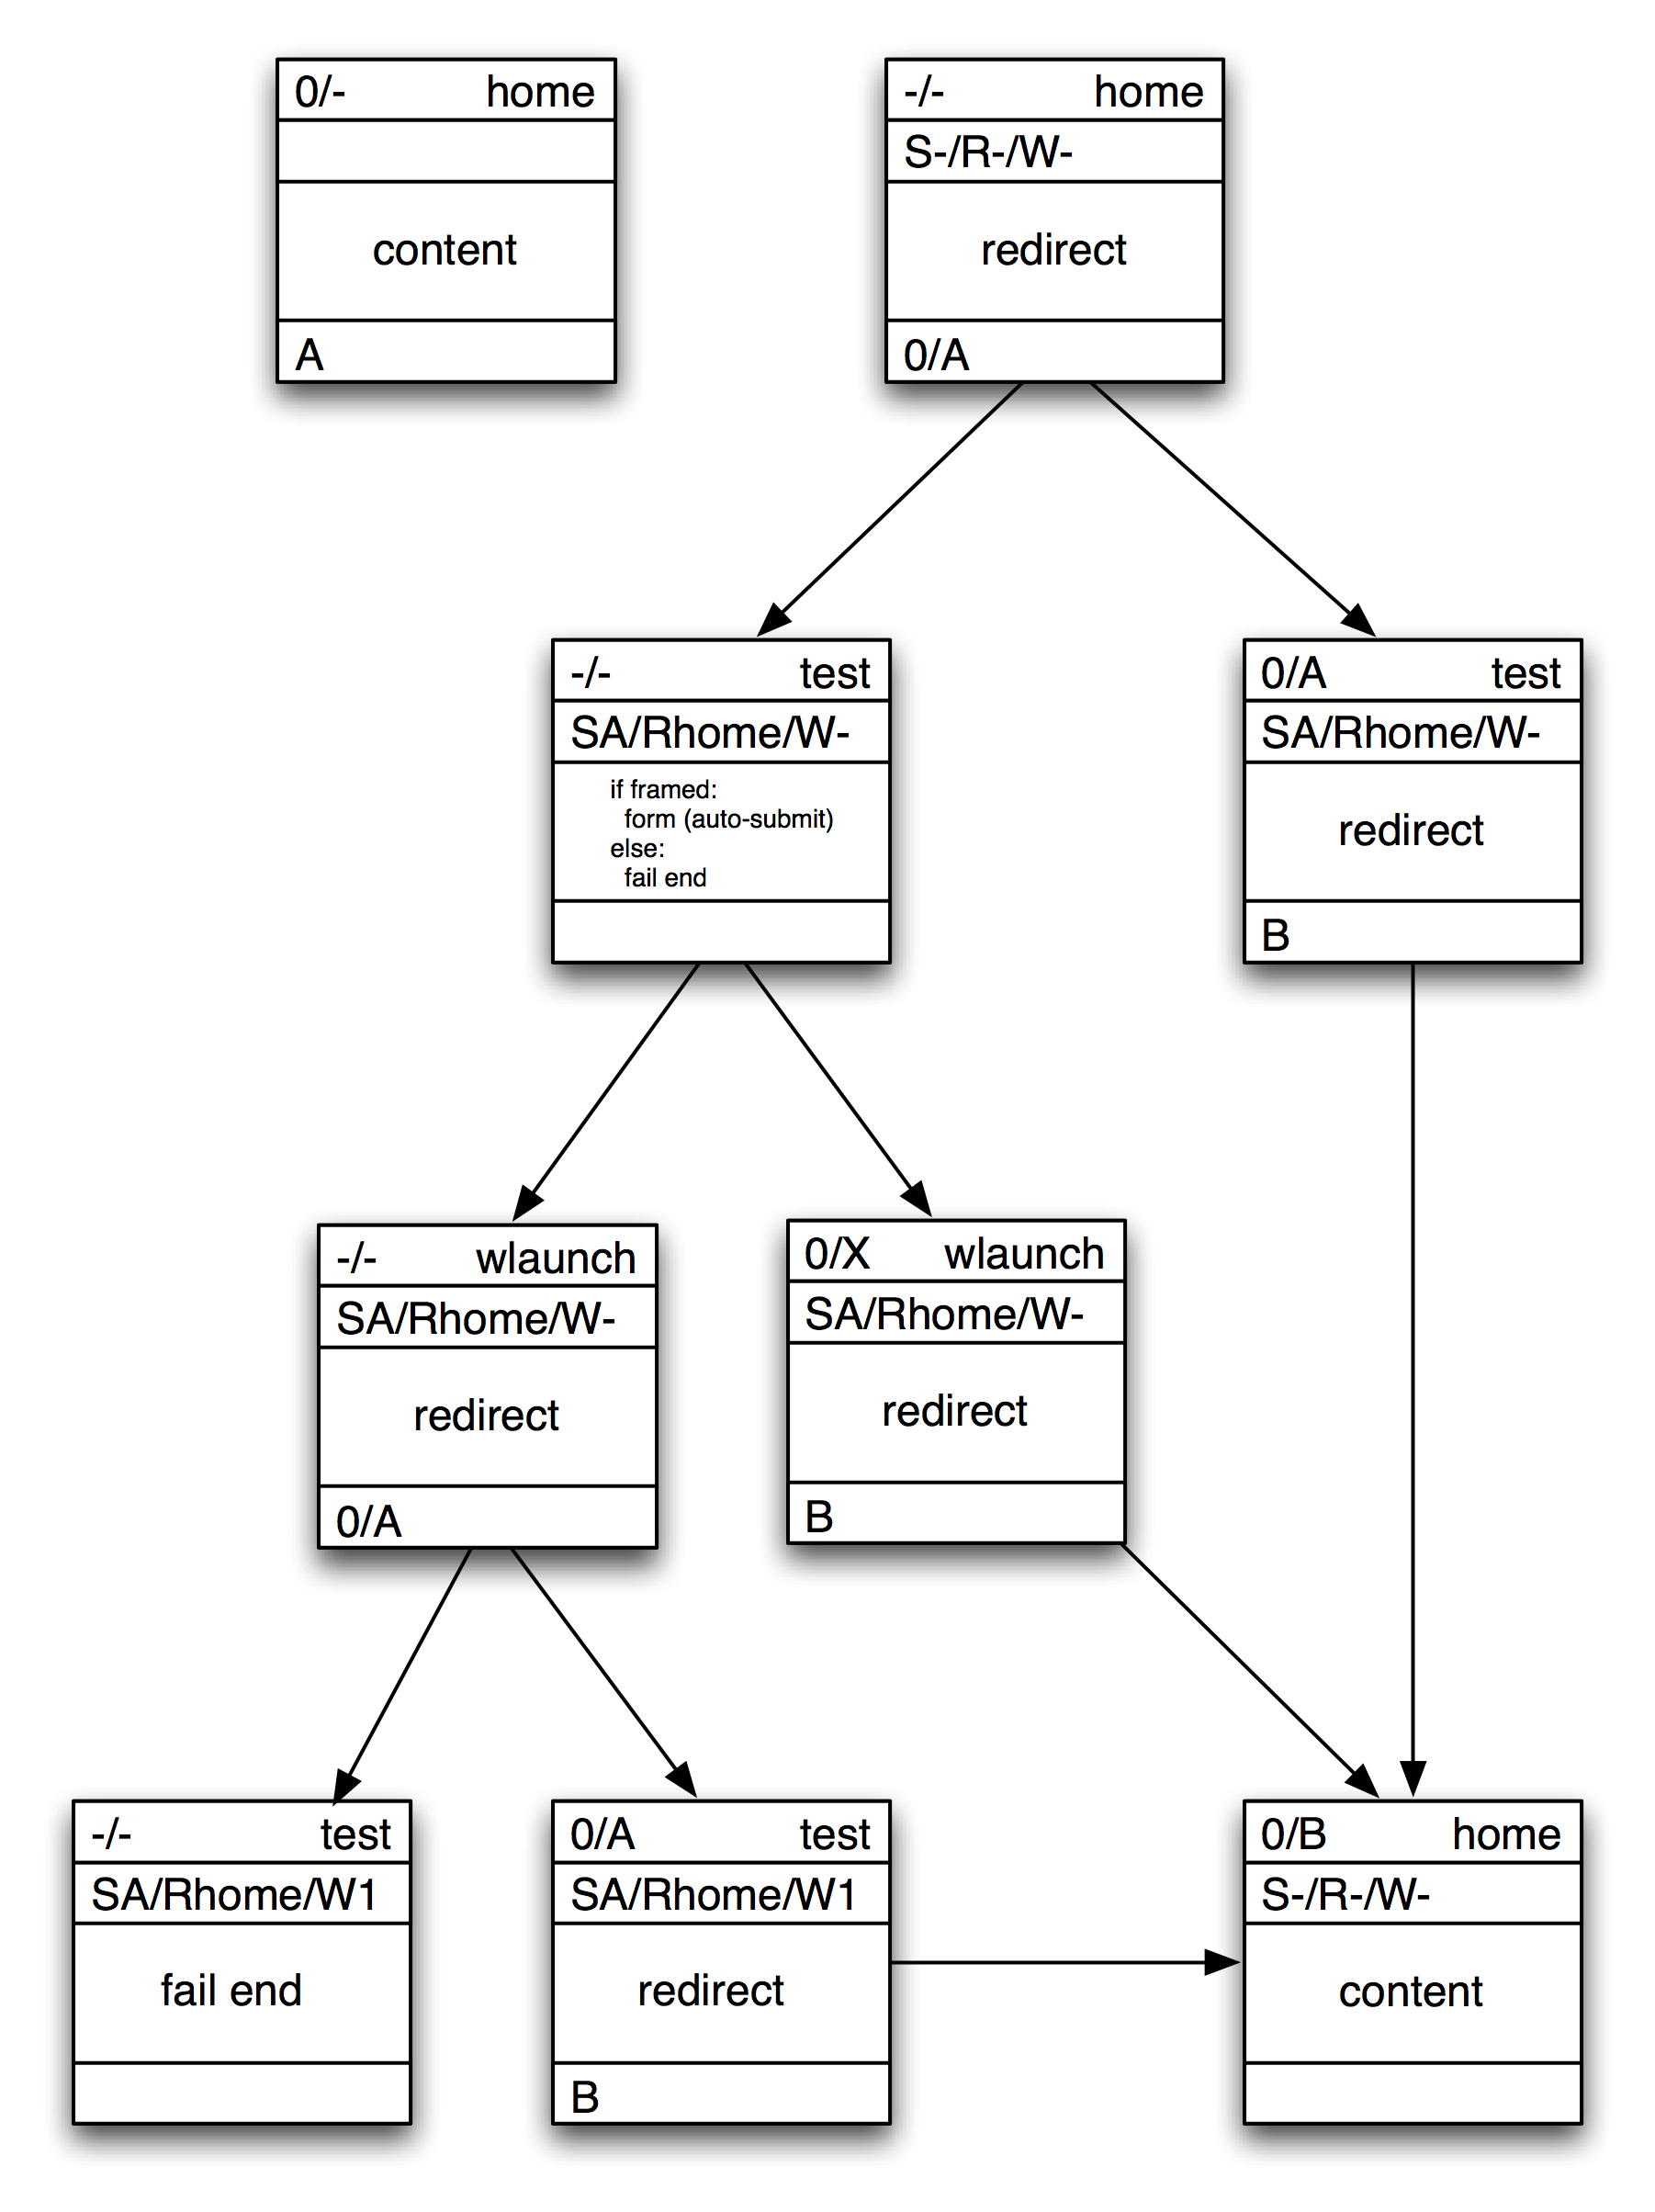 0/- home
content
A
-/- home
S-/R-/W-
redirect
0/A
-/- test
SA/Rhome/W-
if framed:
form (auto-submit)
else:
fail end
0/A test
SA/Rhome/W-
redirect
B
-/- wlaunch
SA/Rhome/W-
redirect
0/A
0/X wlaunch
SA/Rhome/W-
redirect
B
-/- test
SA/Rhome/W1
fail end
0/A test
SA/Rhome/W1
redirect
B
0/B home
S-/R-/W-
content